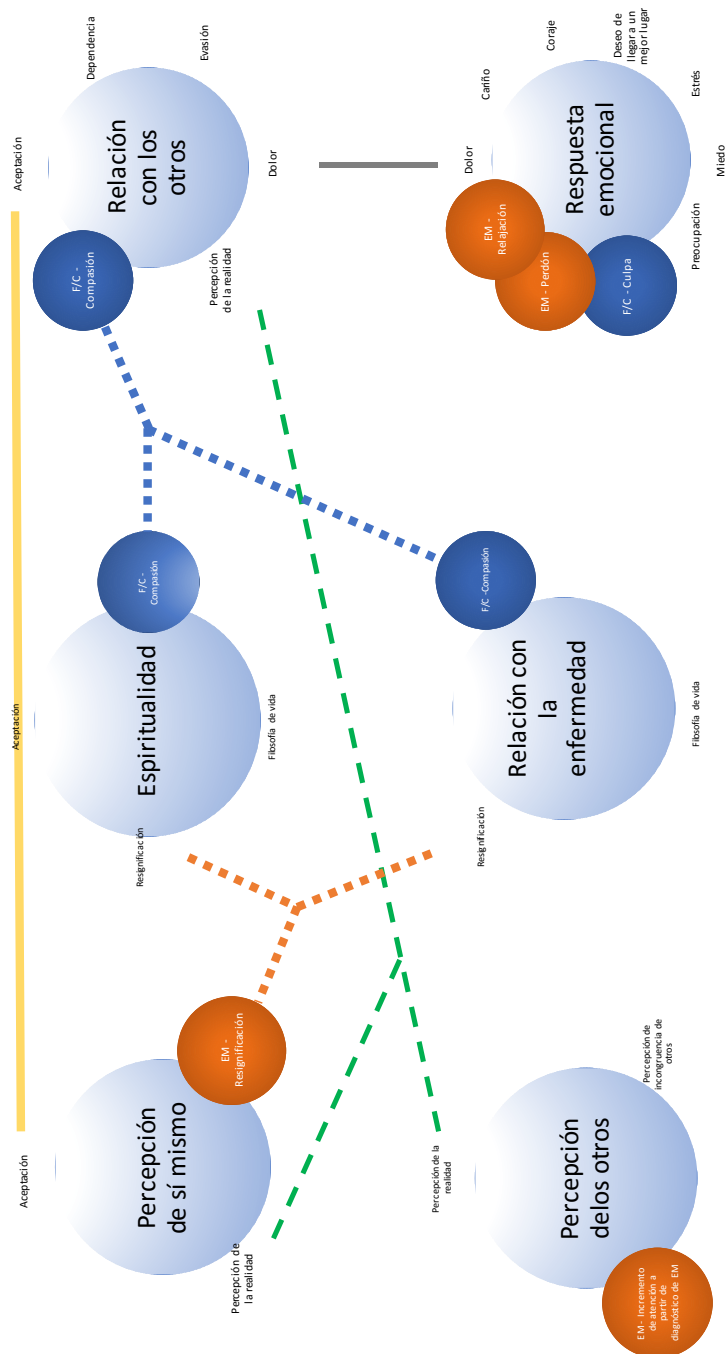 Aceptación
Aceptación
Aceptación
Percepción
de sí mismo
EM -
Resignificación
Percepción de
la realidad
Resignificación
Espiritualidad
F/C -
Compasión
Filosofía de vida
F/C -
Compasión
Relación
con los
otros
Dependencia
Evasión
Dolor
Percepción
de la realidad
Percepción de la
realidad
Percepción
delos otros
EM - Incremento
de atención a
partir de
diagnóstico de EM
Percepción de
incongruencia de
otros
Resignificación
Relación con
la
enfermedad
F/C -Compasión
Filosofía de vida
Dolor
Cariño
Coraje
Deseo de
llegar a un
mejor lugar
EM -
Relajación
EM - Perdón
F/C - Culpa
Respuesta
emocional
Preocupación
Miedo
Estrés